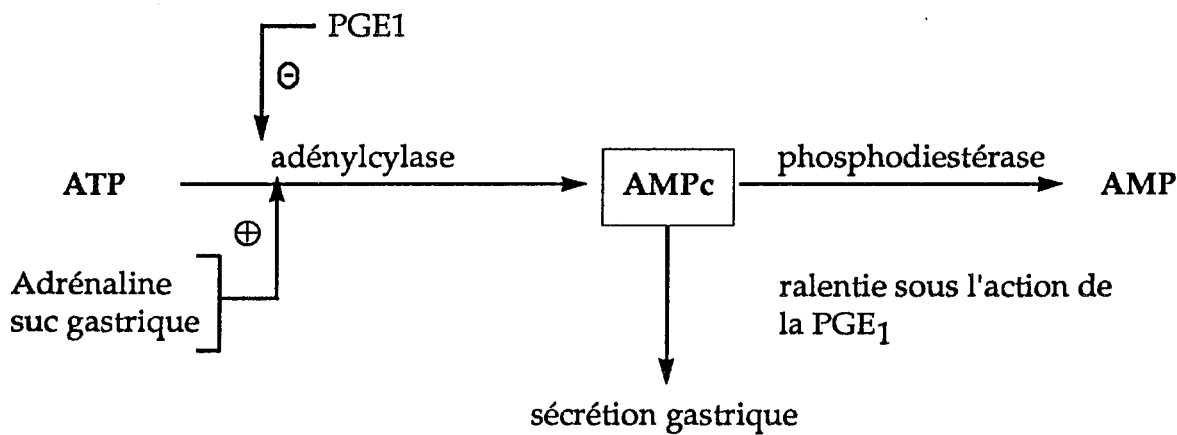 PGE1
⊖
adénylcylase
phosphodiestérase
ATP
AMPc
AMP
⊕
Adrénaline
suc gastrique
ralentie sous l'action de
la PGE1
sécrétion gastrique